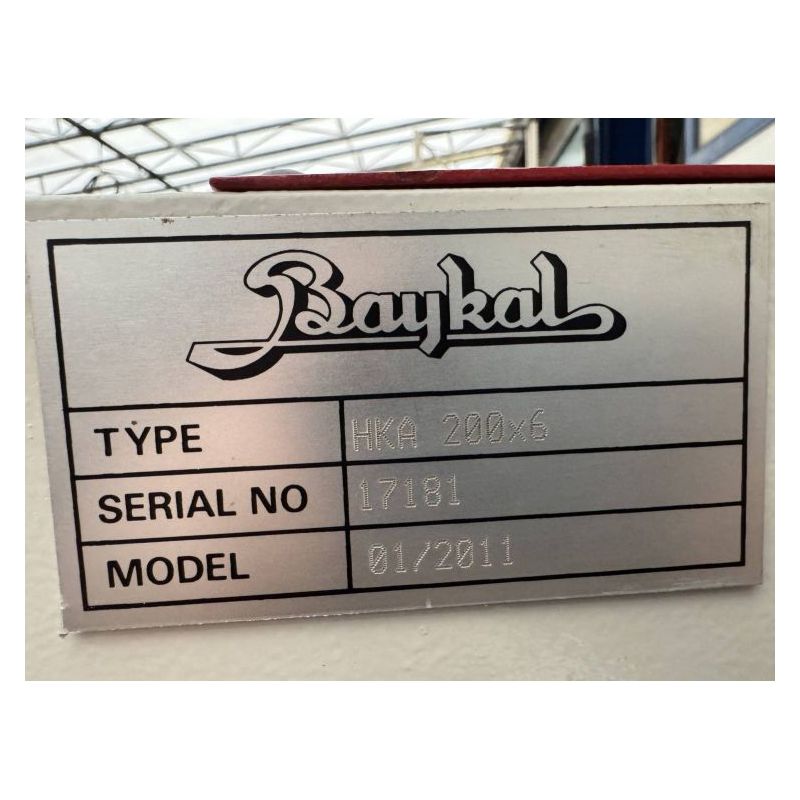 Baykal
TYPE HKA 200x6
SERIAL NO 17181
MODEL 01/2011